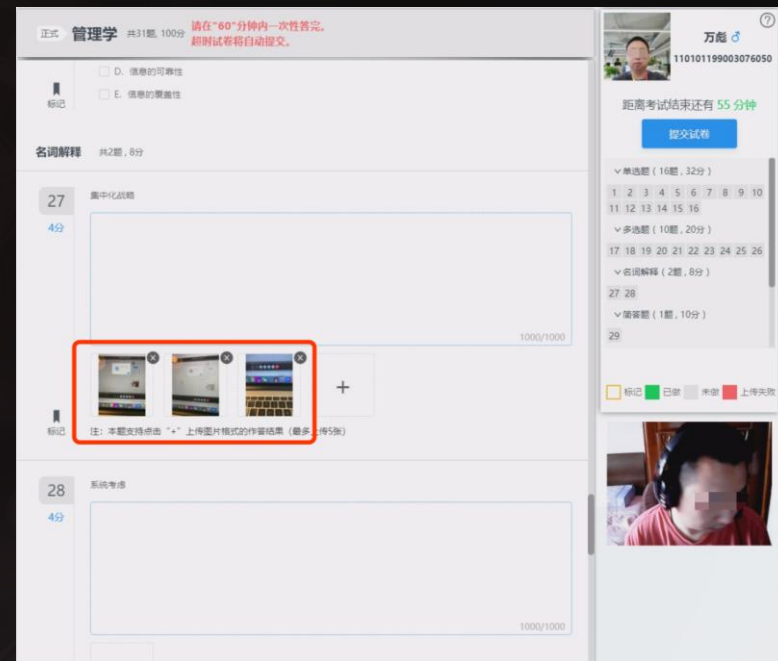 正式 管理学 共31题, 100分 请在"60"分钟内一次性答完。
超时试卷将自动提交。
D. 信息的可靠性
标记
E. 信息的覆盖性
名词解释 共2题, 8分
27
集中化战略
4分
1000/1000
+
标记
注: 本题支持点击 "+" 上传图片格式的作答结果 (最多上传5张)
28
系统考虑
4分
1000/1000
?
万彪 ♂
110101199003076050
距离考试结束还有 55 分钟
提交试卷
单选题 ( 16题, 32分 )
1 2 3 4 5 6 7 8 9 10
11 12 13 14 15 16
多选题 ( 10题, 20分 )
17 18 19 20 21 22 23 24 25 26
名词解释 ( 2题, 8分 )
27 28
简答题 ( 1题, 10分 )
29
标记 已做 未做 上传失败